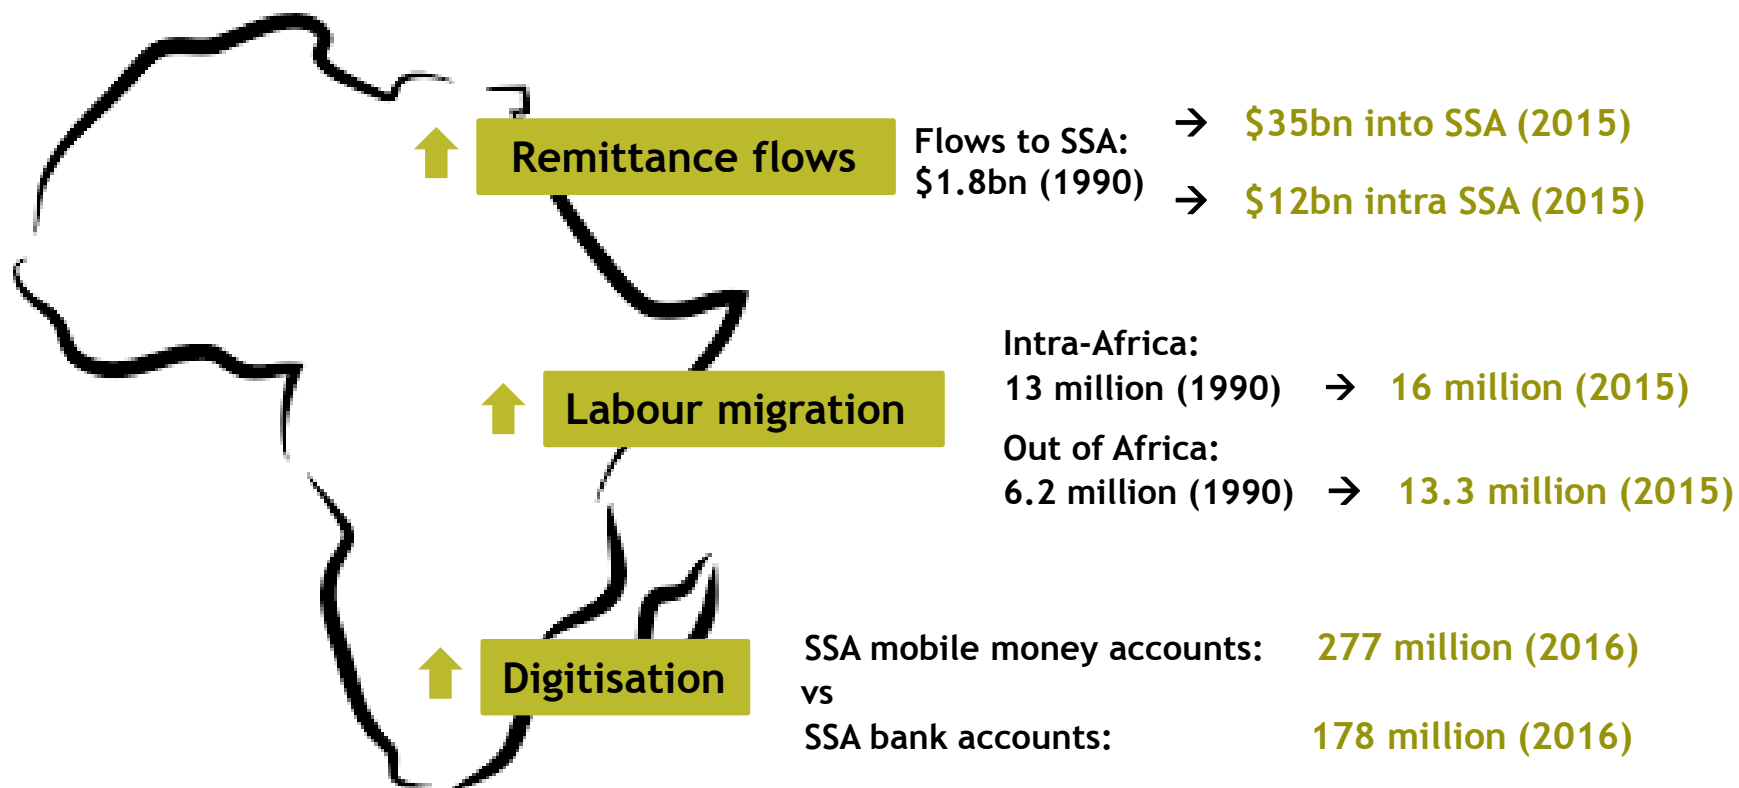 Remittance flows
Flows to SSA:
$1.8bn (1990)
→ $35bn into SSA (2015)
→ $12bn intra SSA (2015)
Labour migration
Intra-Africa:
13 million (1990) → 16 million (2015)
Out of Africa:
6.2 million (1990) → 13.3 million (2015)
Digitisation
SSA mobile money accounts: 277 million (2016)
vs
SSA bank accounts: 178 million (2016)